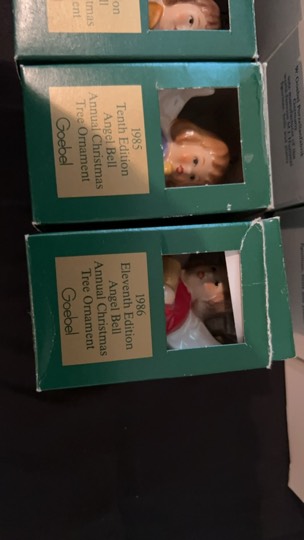 1985
Tenth Edition
Angel Bell
Annual Christmas
Tree Ornament
Goebel
1986
Eleventh Edition
Angel Bell
Annual Christmas
Tree Ornament
Goebel